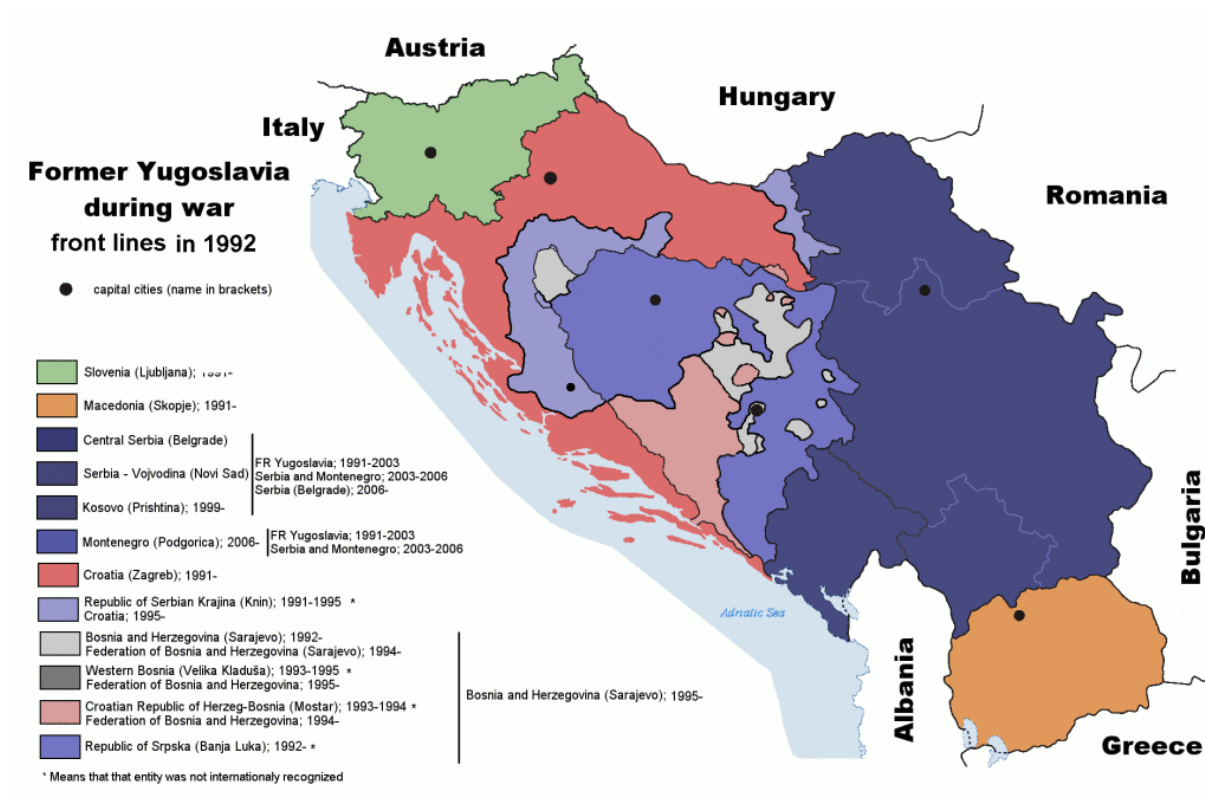 Austria
Hungary
Italy
Romania
Former Yugoslavia
during war
front lines in 1992
capital cities (name in brackets)
Slovenia (Ljubljana); 1991-
Macedonia (Skopje); 1991-
Central Serbia (Belgrade)
Serbia - Vojvodina (Novi Sad)
Kosovo (Prishtina); 1999-
FR Yugoslavia; 1991-2003
Serbia and Montenegro; 2003-2006
Serbia (Belgrade); 2006-
Montenegro (Podgorica); 2006-
FR Yugoslavia; 1991-2003
Serbia and Montenegro; 2003-2006
Croatia (Zagreb); 1991-
Republic of Serbian Krajina (Knin); 1991-1995 *
Croatia; 1995-
Bosnia and Herzegovina (Sarajevo); 1992-
Federation of Bosnia and Herzegovina (Sarajevo); 1994-
Western Bosnia (Velika Kladuša); 1993-1995 *
Federation of Bosnia and Herzegovina; 1995-
Croatian Republic of Herzeg-Bosnia (Mostar); 1993-1994 *
Federation of Bosnia and Herzegovina; 1994-
Republic of Srpska (Banja Luka); 1992- *
Bosnia and Herzegovina (Sarajevo); 1995-
* Means that that entity was not internationaly recognized
Adriatic Sea
Albania
Bulgaria
Greece